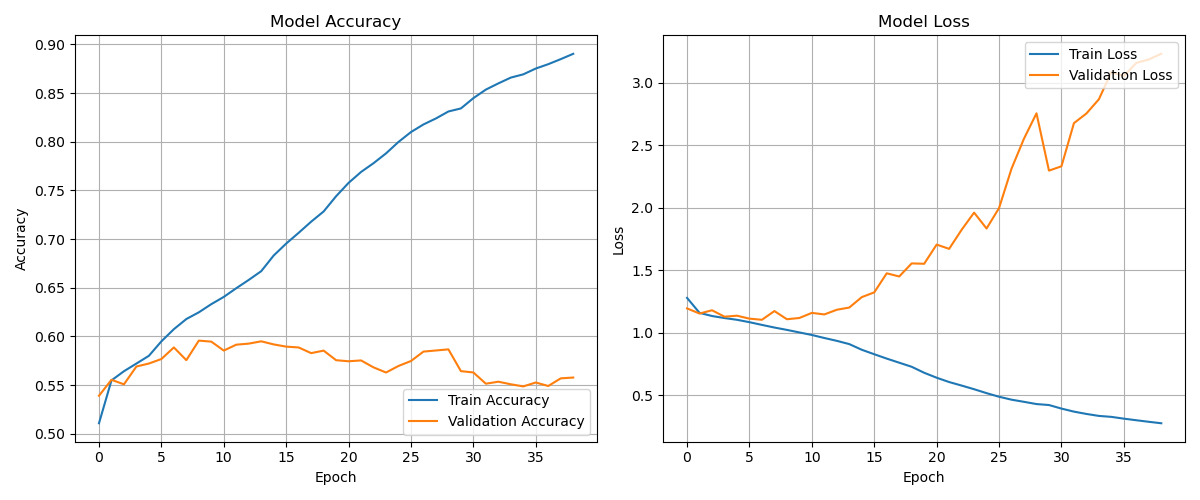 Model Accuracy
0.90
0.85
0.80
0.75
0.70
0.65
0.60
0.55
0.50
Accuracy
0 5 10 15 20 25 30 35
Epoch
Train Accuracy
Validation Accuracy
Model Loss
3.0
2.5
2.0
1.5
1.0
0.5
Loss
0 5 10 15 20 25 30 35
Epoch
Train Loss
Validation Loss